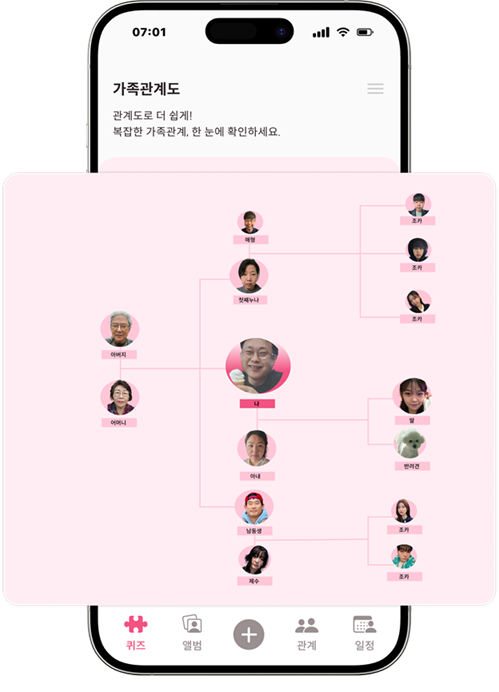 07:01
가족관계도
관계도로 더 쉽게!
복잡한 가족관계, 한 눈에 확인하세요.
조카
매형
조카
첫째누나
조카
아버지
나
딸
어머니
반려견
아내
조카
남동생
제수
조카
퀴즈
앨범
관계
일정